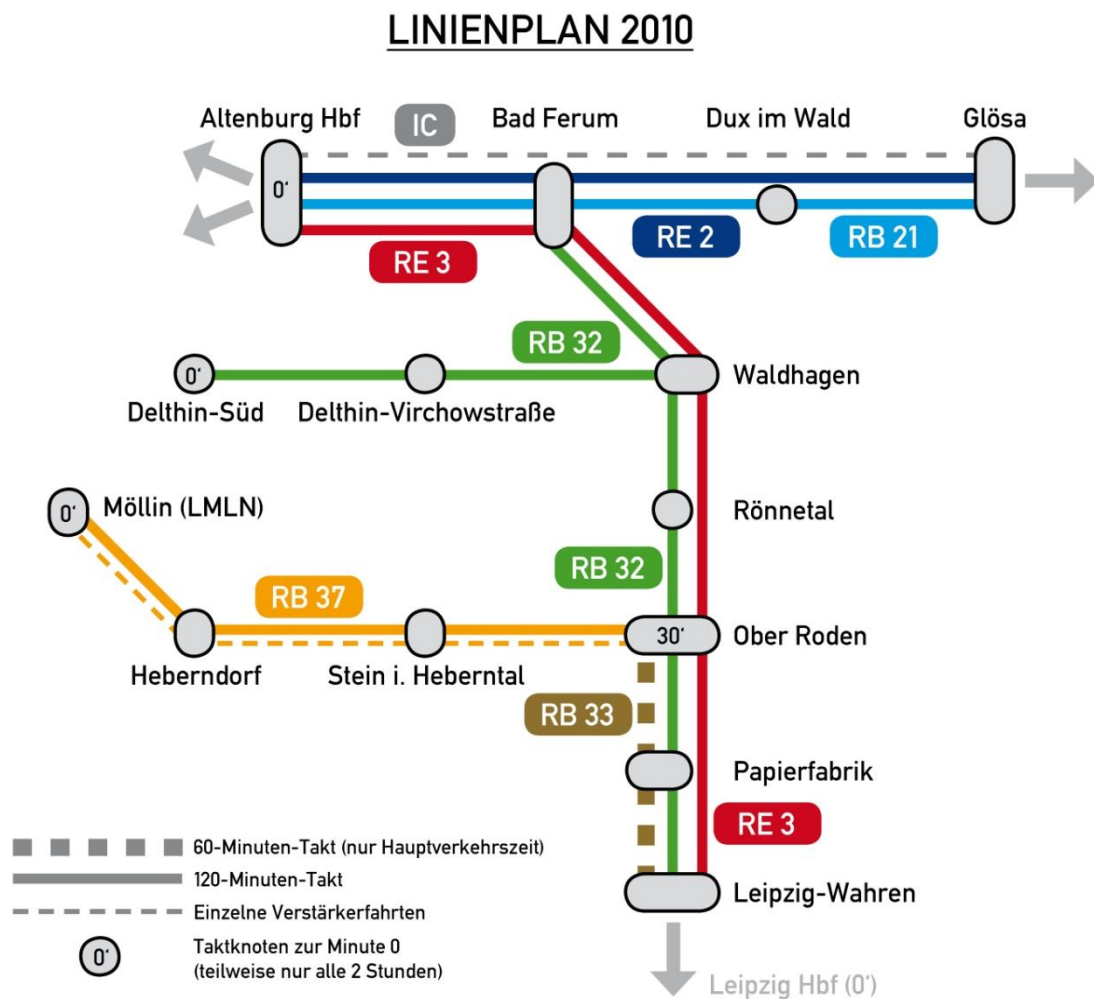 LINIENPLAN 2010
Altenburg Hbf
IC
Bad Ferum
Dux im Wald
Glösa
0'
RE 3
RE 2
RB 21
RB 32
0'
Waldhagen
Delthin-Süd
Delthin-Virchowstraße
0'
Möllin (LMLN)
Rönnetal
RB 32
RB 37
30'
Ober Roden
Heberndorf
Stein i. Heberntal
RB 33
Papierfabrik
RE 3
60-Minuten-Takt (nur Hauptverkehrszeit)
120-Minuten-Takt
Leipzig-Wahren
Einzelne Verstärkerfahrten
0'
Taktknoten zur Minute 0
(teilweise nur alle 2 Stunden)
Leipzig Hbf (0')